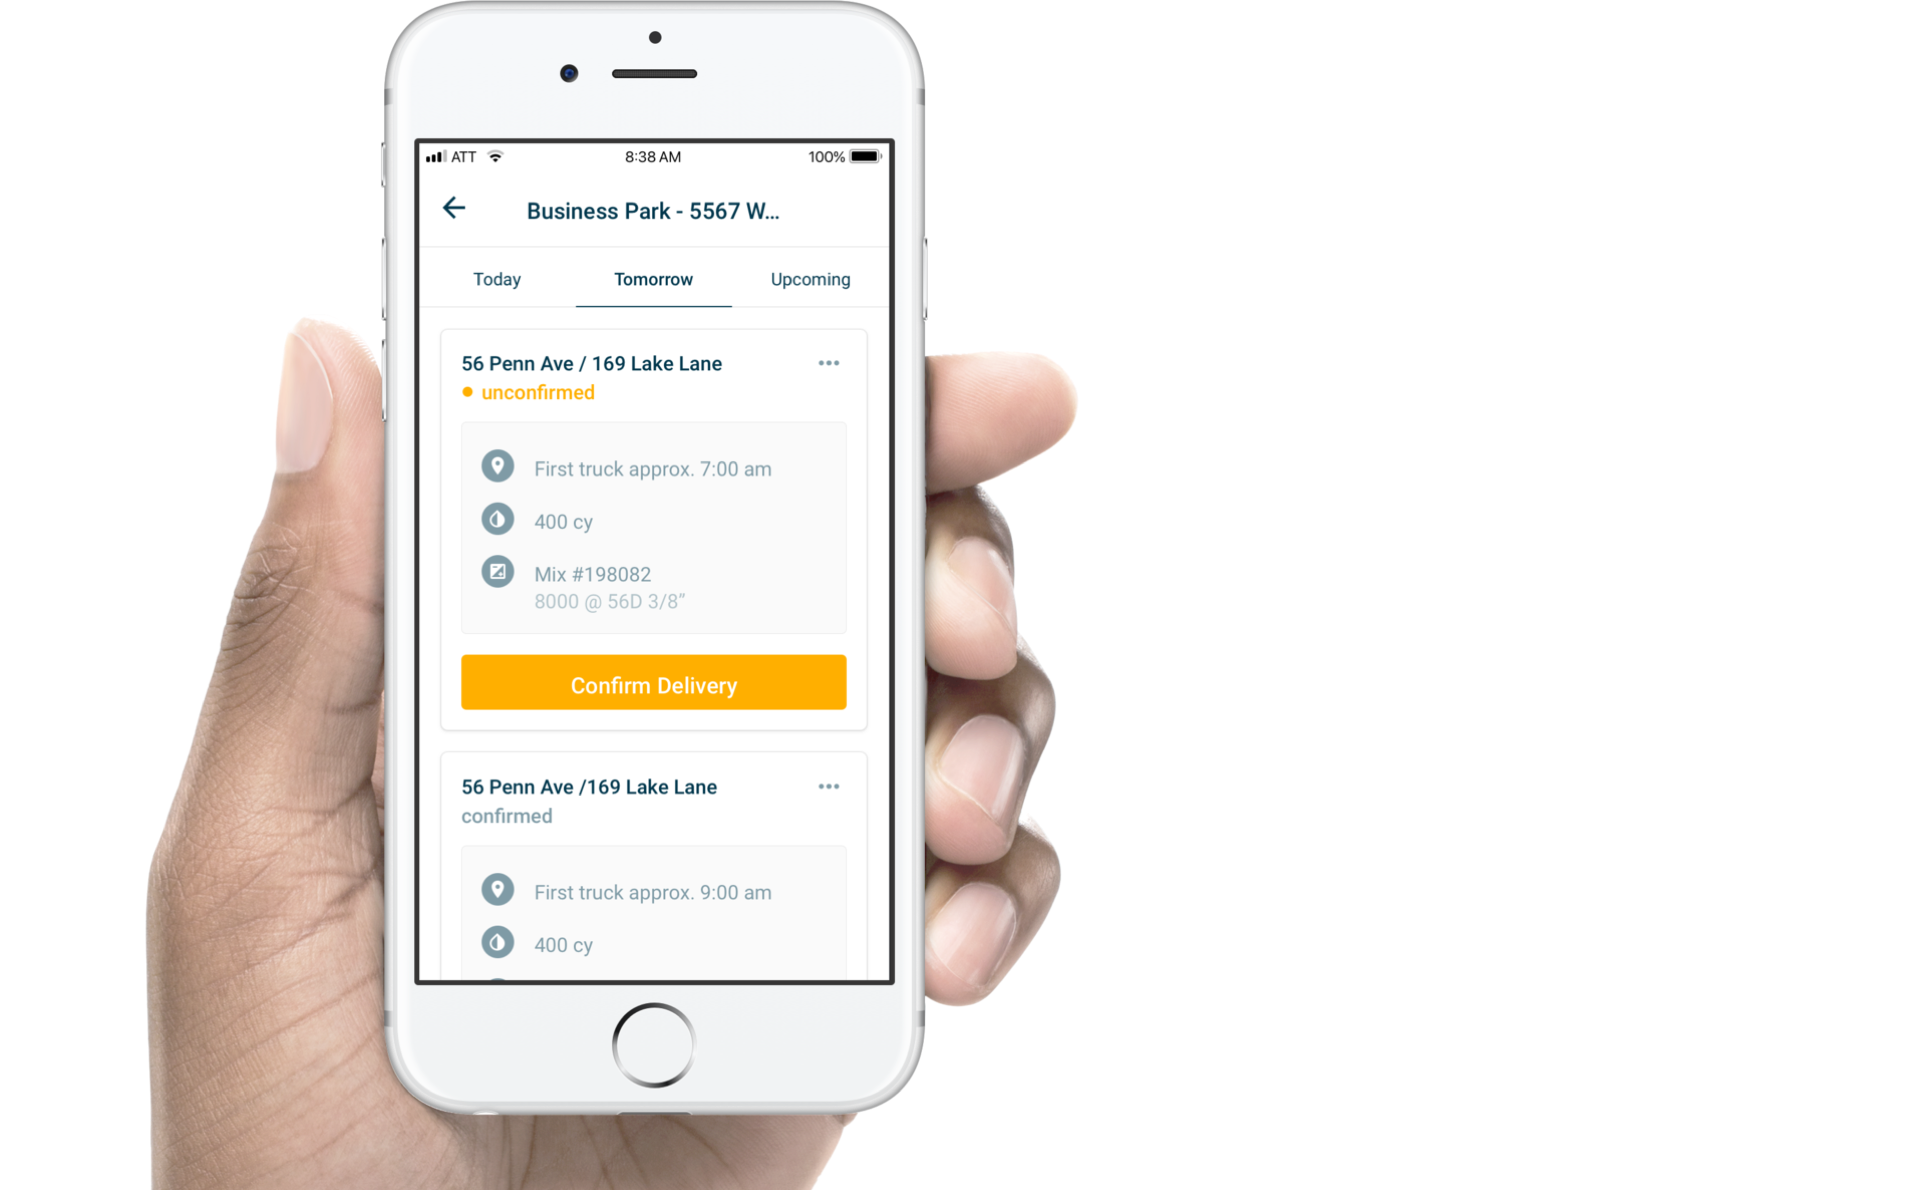 ATT 8:38 AM 100%
Business Park - 5567 W...
Today Tomorrow Upcoming
56 Penn Ave / 169 Lake Lane
unconfirmed
First truck approx. 7:00 am
400 cy
Mix #198082
8000 @ 56D 3/8”
Confirm Delivery
56 Penn Ave /169 Lake Lane
confirmed
First truck approx. 9:00 am
400 cy